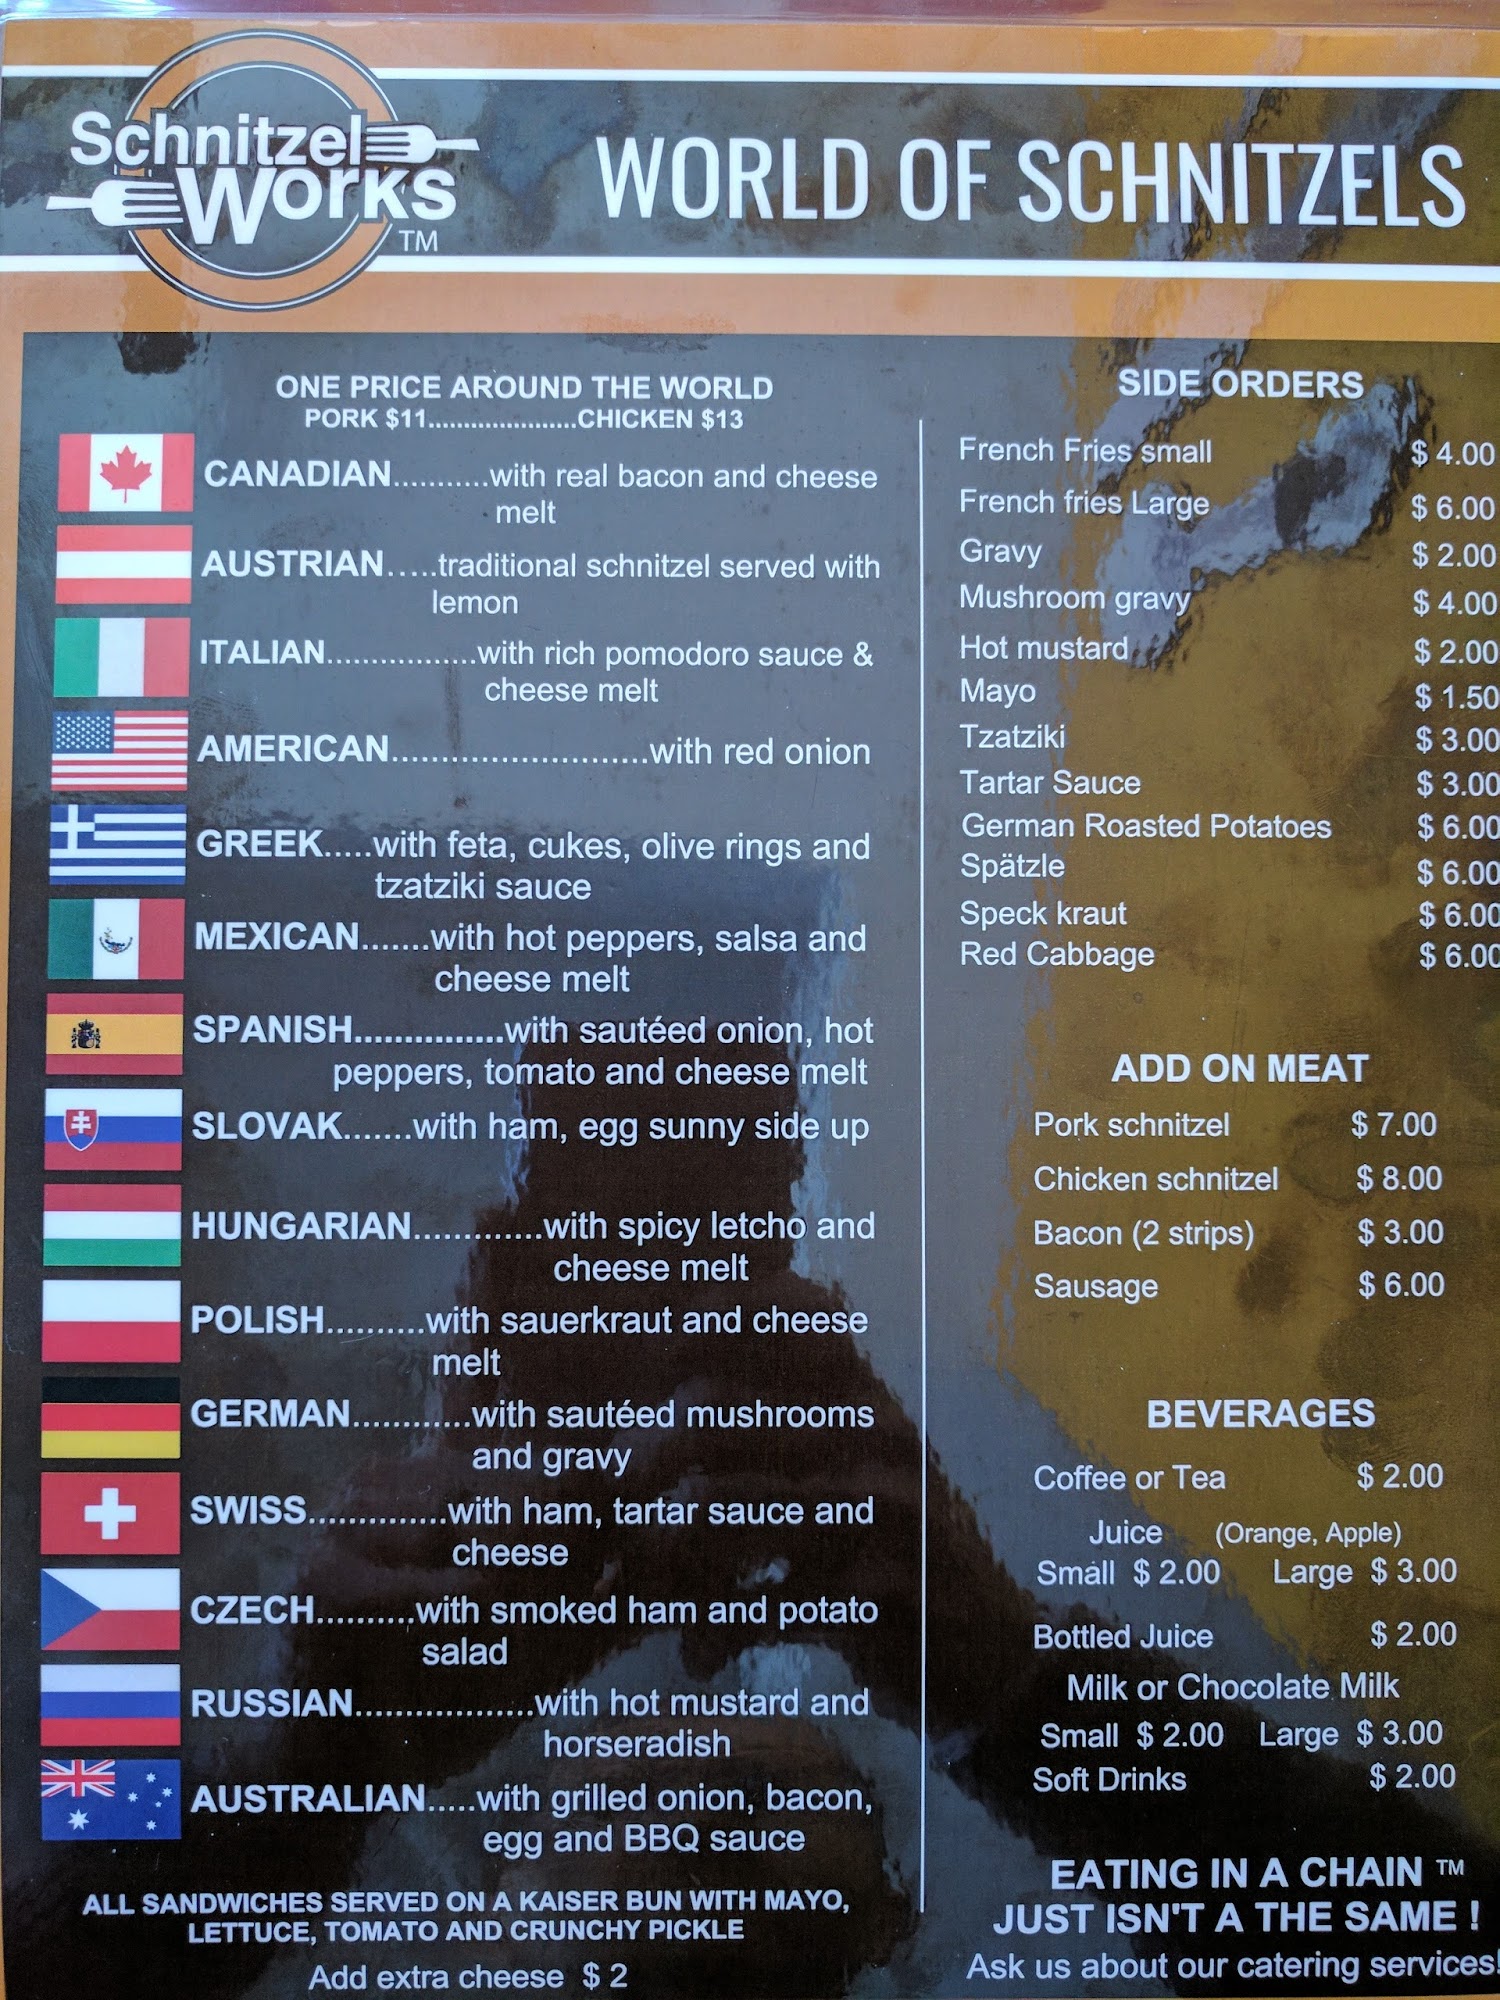 Schnitzel
Works
TM
WORLD OF SCHNITZELS
ONE PRICE AROUND THE WORLD
PORK $11.....................CHICKEN $13
CANADIAN...........with real bacon and cheese
melt
AUSTRIAN.....traditional schnitzel served with
lemon
ITALIAN.................with rich pomodoro sauce &
cheese melt
AMERICAN..........................with red onion
GREEK.....with feta, cukes, olive rings and
tzatziki sauce
MEXICAN.......with hot peppers, salsa and
cheese melt
SPANISH...............with sautéed onion, hot
peppers, tomato and cheese melt
SLOVAK.......with ham, egg sunny side up
HUNGARIAN.............with spicy letcho and
cheese melt
POLISH..........with sauerkraut and cheese
melt
GERMAN............with sautéed mushrooms
and gravy
SWISS..............with ham, tartar sauce and
cheese
CZECH..........with smoked ham and potato
salad
RUSSIAN..................with hot mustard and
horseradish
AUSTRALIAN.....with grilled onion, bacon,
egg and BBQ sauce
ALL SANDWICHES SERVED ON A KAISER BUN WITH MAYO,
LETTUCE, TOMATO AND CRUNCHY PICKLE
Add extra cheese $ 2
SIDE ORDERS
French Fries small $ 4.00
French fries Large $ 6.00
Gravy $ 2.00
Mushroom gravy $ 4.00
Hot mustard $ 2.00
Mayo $ 1.50
Tzatziki $ 3.00
Tartar Sauce $ 3.00
German Roasted Potatoes $ 6.00
Spätzle $ 6.00
Speck kraut $ 6.00
Red Cabbage $ 6.00
ADD ON MEAT
Pork schnitzel $ 7.00
Chicken schnitzel $ 8.00
Bacon (2 strips) $ 3.00
Sausage $ 6.00
BEVERAGES
Coffee or Tea $ 2.00
Juice (Orange, Apple)
Small $ 2.00 Large $ 3.00
Bottled Juice $ 2.00
Milk or Chocolate Milk
Small $ 2.00 Large $ 3.00
Soft Drinks $ 2.00
EATING IN A CHAIN TM
JUST ISN'T A THE SAME !
Ask us about our catering services!